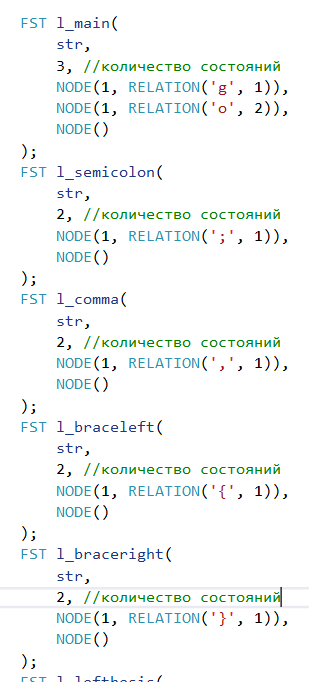 FST l_main(
str,
3, //количество состояний
NODE(1, RELATION('g', 1)),
NODE(1, RELATION('o', 2)),
NODE()
);
FST l_semicolon(
str,
2, //количество состояний
NODE(1, RELATION(';', 1)),
NODE()
);
FST l_comma(
str,
2, //количество состояний
NODE(1, RELATION(',', 1)),
NODE()
);
FST l_braceleft(
str,
2, //количество состояний
NODE(1, RELATION('{', 1)),
NODE()
);
FST l_braceright(
str,
2, //количество состояний
NODE(1, RELATION('}', 1)),
NODE()
);
FST l_lefthesis(